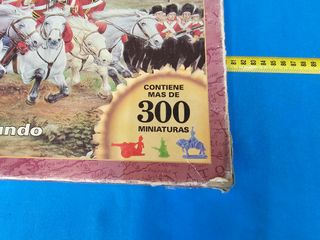 CONTIENE
MAS DE
300
MINIATURAS
undo